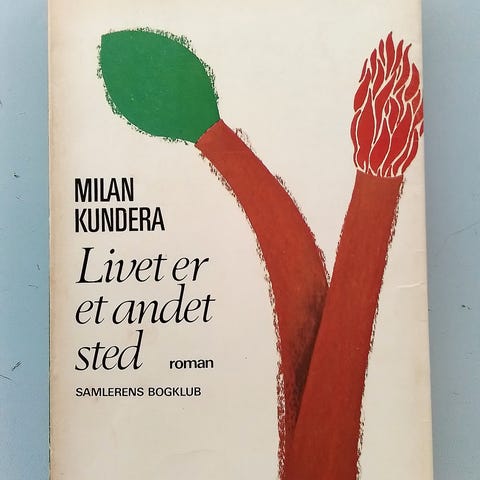 MILAN
KUNDERA
Livet er
et andet
sted roman
SAMLERENS BOGKLUB